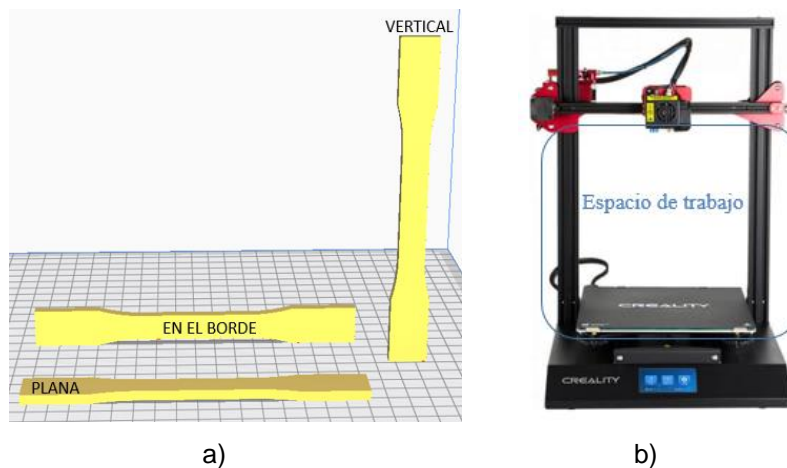 VERTICAL
EN EL BORDE
PLANA
Espacio de trabajo
CREALITY
CREALITY
a)
b)